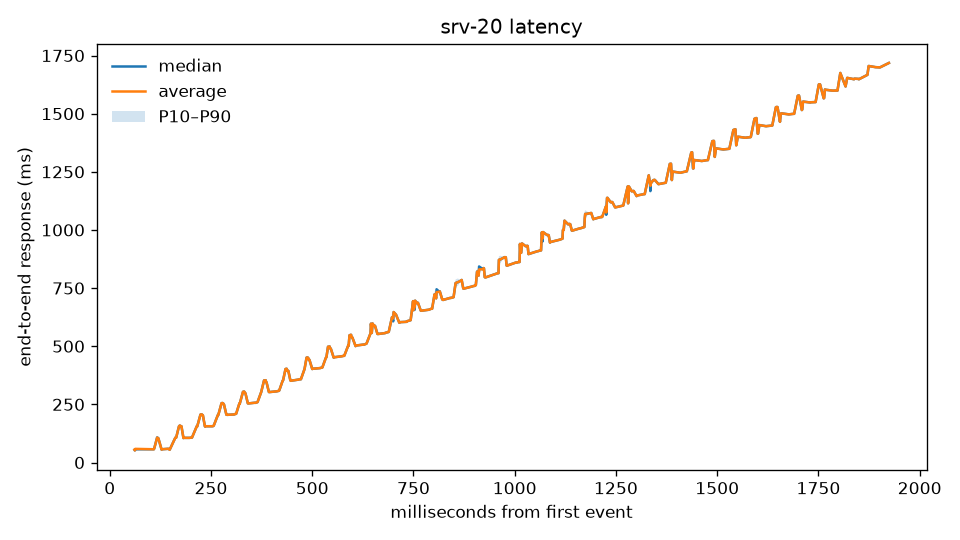 srv-20 latency
median
average
P10–P90
end-to-end response (ms)
1750
1500
1250
1000
750
500
250
0
0 250 500 750 1000 1250 1500 1750 2000
milliseconds from first event